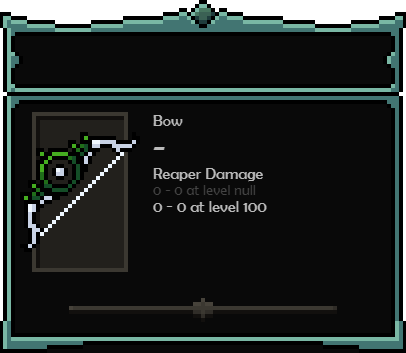 Bow
–
Reaper Damage
0 - 0 at level null
0 - 0 at level 100